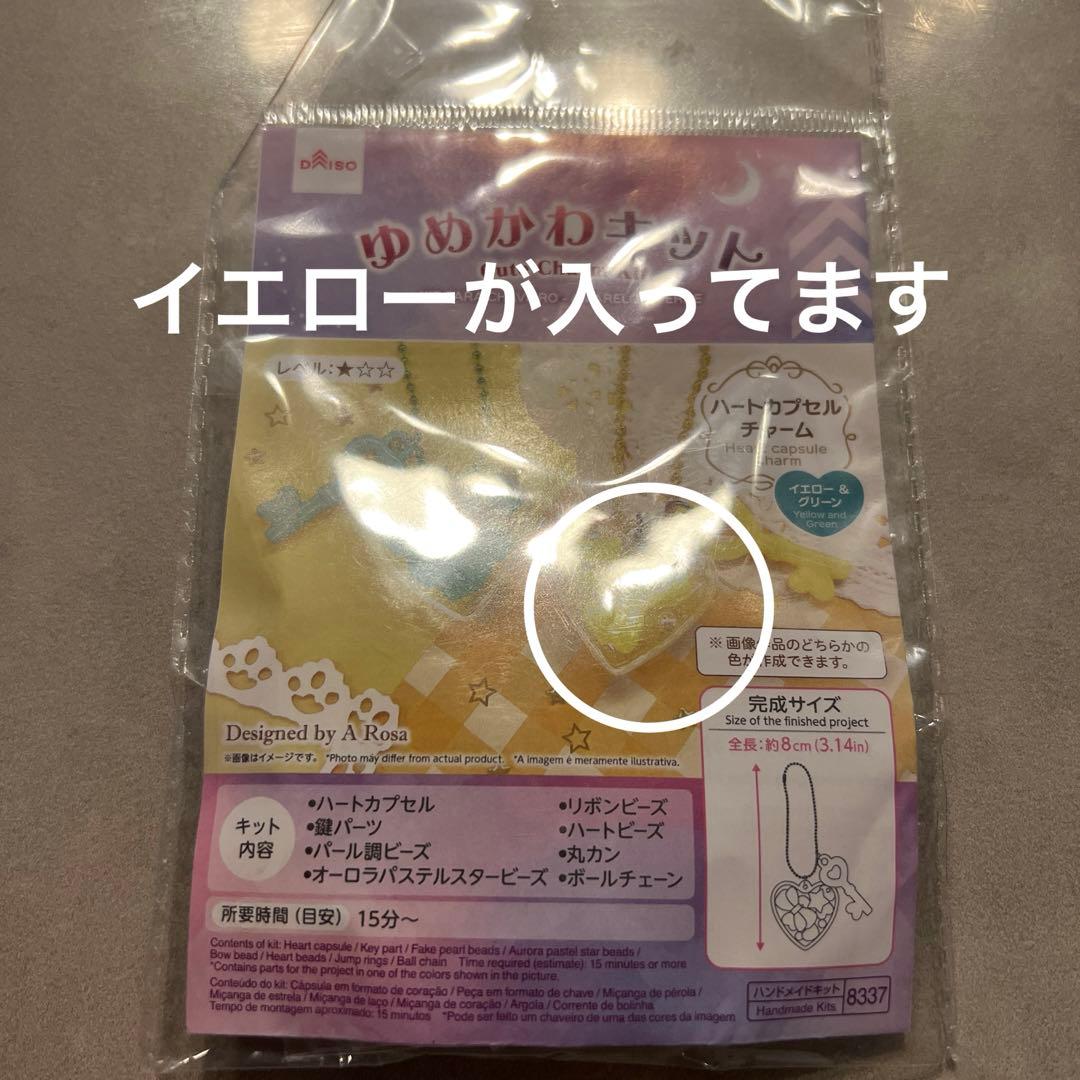 DAISO
ゆめかわキット
イエローが入ってます
レベル:★☆☆
ハートカプセル
チャーム
Heart capsule
Charm
イエロー &
グリーン
Yellow and
Green
※画像作品のどちらかの
色が作成できます。
完成サイズ
Size of the finished project
全長:約8cm(3.14in)
Designed by A Rosa
※画像はイメージです。 *Photo may differ from actual product. *A imagem é meramente ilustrativa.
キット
内容
•ハートカプセル
•鍵パーツ
•パール調ビーズ
•オーロラパステルスタービーズ
•リボンビーズ
•ハートビーズ
•丸カン
•ボールチェーン
所要時間(目安) 15分~
Contents of kit: Heart capsule / Key part / Fake pearl beads / Aurora pastel star beads /
Bow bead / Heart beads / Jump rings / Ball chain Time required (estimate): 15 minutes or more
*Contains parts for the project in one of the colors shown in the picture.
Conteúdo do kit: Cápsula em formato de coração / Peça em formato de chave / Miçanga de pérola /
Miçanga de estrela / Miçanga de laço / Miçanga de coração / Argola / Corrente de bolinha
Tempo de montagem aproximado: 15 minutos *Pode ser feito um chaveiro de uma das cores da imagem
ハンドメイドキット
Handmade Kits
8337